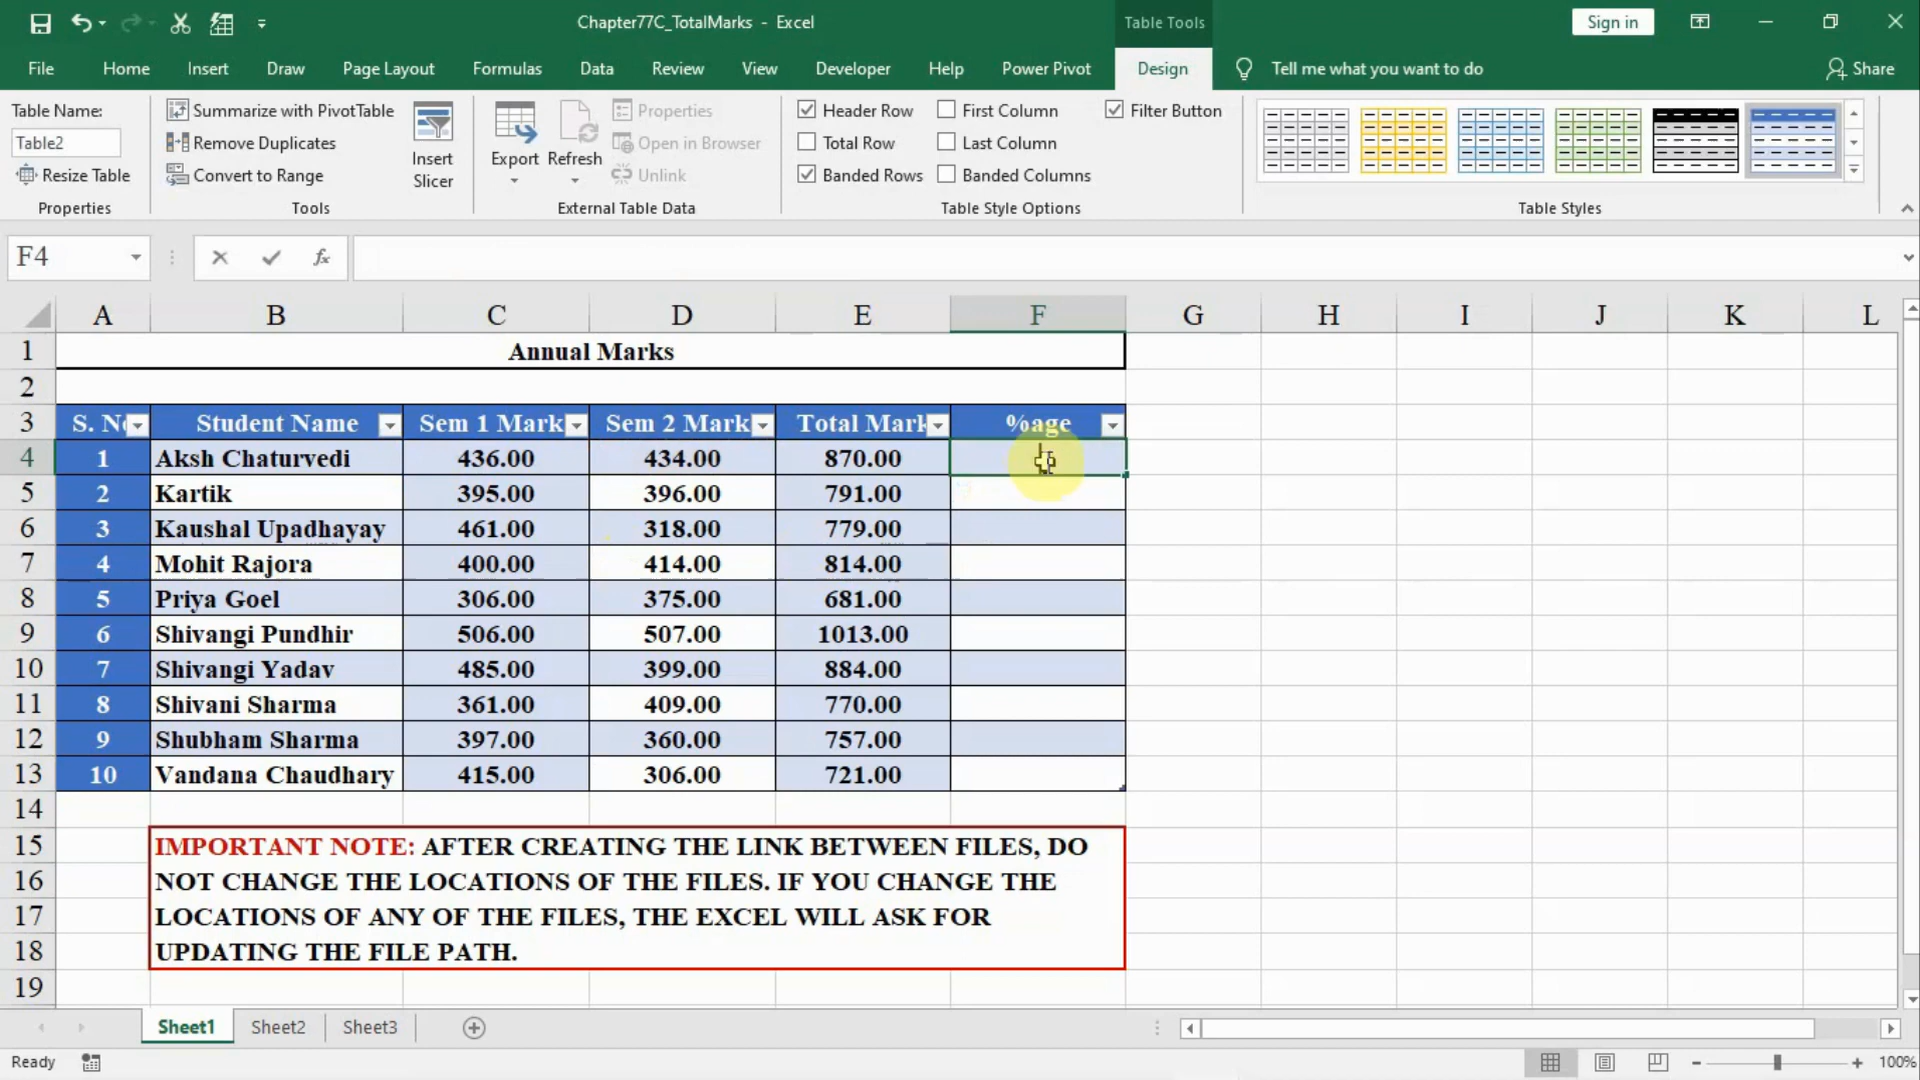 Chapter77C_TotalMarks - Excel
Table Tools
Sign in
File Home Insert Draw Page Layout Formulas Data Review View Developer Help Power Pivot Design Tell me what you want to do Share
Table Name:
Table2
Resize Table
Properties
Summarize with PivotTable
Remove Duplicates
Convert to Range
Tools
Insert
Slicer
Export
Refresh
Properties
Open in Browser
Unlink
External Table Data
Header Row
Total Row
Banded Rows
First Column
Last Column
Banded Columns
Filter Button
Table Style Options
Table Styles
F4
fx
A B C D E F G H I J K L
1 Annual Marks
2
3 S. N Student Name Sem 1 Mark Sem 2 Mark Total Mark %age
4 1 Aksh Chaturvedi 436.00 434.00 870.00
5 2 Kartik 395.00 396.00 791.00
6 3 Kaushal Upadhayay 461.00 318.00 779.00
7 4 Mohit Rajora 400.00 414.00 814.00
8 5 Priya Goel 306.00 375.00 681.00
9 6 Shivangi Pundhir 506.00 507.00 1013.00
10 7 Shivangi Yadav 485.00 399.00 884.00
11 8 Shivani Sharma 361.00 409.00 770.00
12 9 Shubham Sharma 397.00 360.00 757.00
13 10 Vandana Chaudhary 415.00 306.00 721.00
14
15 IMPORTANT NOTE: AFTER CREATING THE LINK BETWEEN FILES, DO
16 NOT CHANGE THE LOCATIONS OF THE FILES. IF YOU CHANGE THE
17 LOCATIONS OF ANY OF THE FILES, THE EXCEL WILL ASK FOR
18 UPDATING THE FILE PATH.
19
Sheet1 Sheet2 Sheet3
Ready
100%